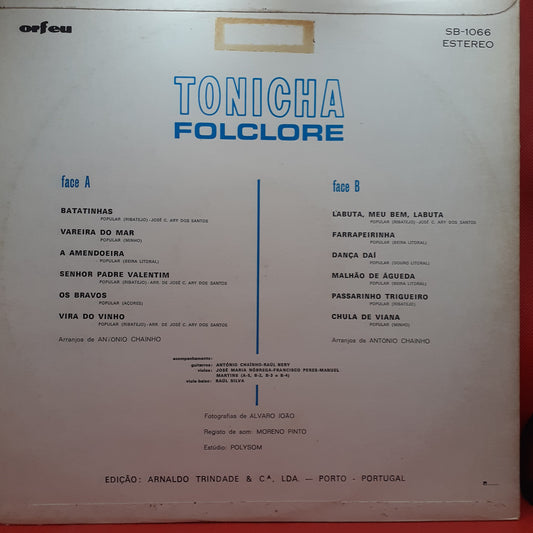 orfeu
SB-1066
ESTEREO
TONICHA
FOLCLORE
face A
BATATINHAS
POPULAR (RIBATEJO) - JOSÉ C. ARY DOS SANTOS
VAREIRA DO MAR
POPULAR (MINHO)
A AMENDOEIRA
POPULAR (BEIRA LITORAL)
SENHOR PADRE VALENTIM
POPULAR (RIBATEJO) - ARR. DE JOSÉ C. ARY DOS SANTOS
OS BRAVOS
POPULAR (AÇORES)
VIRA DO VINHO
POPULAR (RIBATEJO) - ARR. DE JOSÉ C. ARY DOS SANTOS
Arranjos de ANTONIO CHAINHO
face B
LABUTA, MEU BEM, LABUTA
POPULAR (RIBATEJO) - JOSÉ C. ARY DOS SANTOS
FARRAPEIRINHA
POPULAR (BEIRA LITORAL)
DANÇA DAÍ
POPULAR (DOURO LITORAL)
MALHÃO DE ÁGUEDA
POPULAR (BEIRA LITORAL)
PASSARINHO TRIGUEIRO
POPULAR (RIBATEJO)
CHULA DE VIANA
POPULAR (MINHO)
Arranjos de ANTONIO CHAINHO
acompanhamento:
guitarras: ANTÓNIO CHAÍNHO-RAÚL NERY
violas: JOSÉ MARIA NÓBREGA-FRANCISCO PERES-MANUEL
MARTINS (A-5, B-2, B-3 e B-4)
viola-baixo: RAÚL SILVA
Fotografias de ALVARO JOÃO
Registo de som: MORENO PINTO
Estúdio: POLYSOM
EDIÇÃO: ARNALDO TRINDADE & C.ª, LDA. — PORTO - PORTUGAL